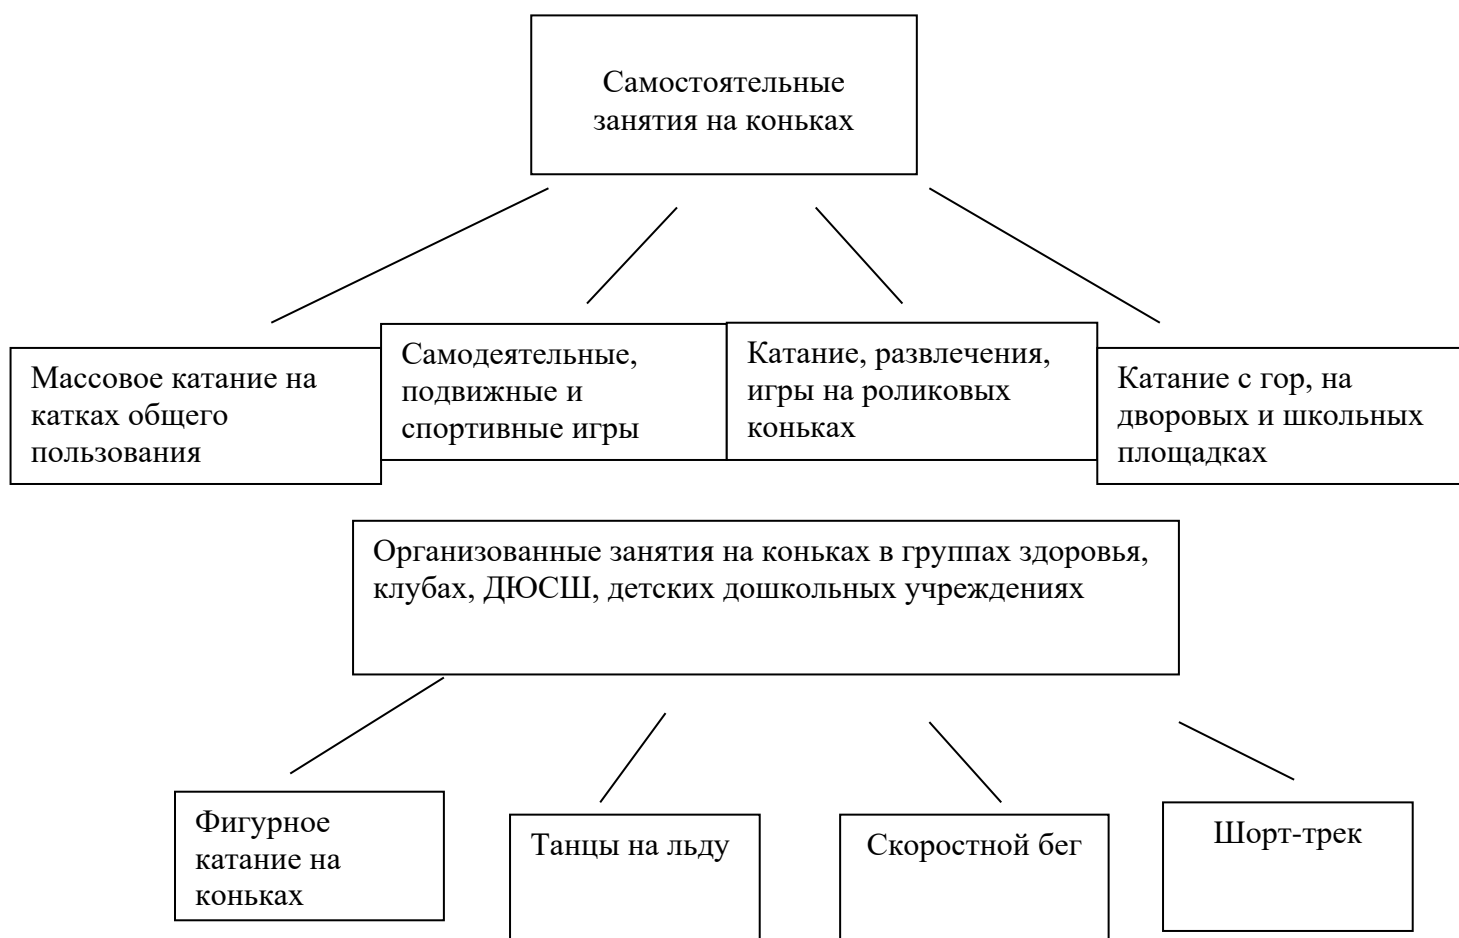 Самостоятельные
занятия на коньках
Массовое катание на
катках общего
пользования
Самодеятельные,
подвижные и
спортивные игры
Катание, развлечения,
игры на роликовых
коньках
Катание с гор, на
дворовых и школьных
площадках
Организованные занятия на коньках в группах здоровья,
клубах, ДЮСШ, детских дошкольных учреждениях
Фигурное
катание на
коньках
Танцы на льду
Скоростной бег
Шорт-трек